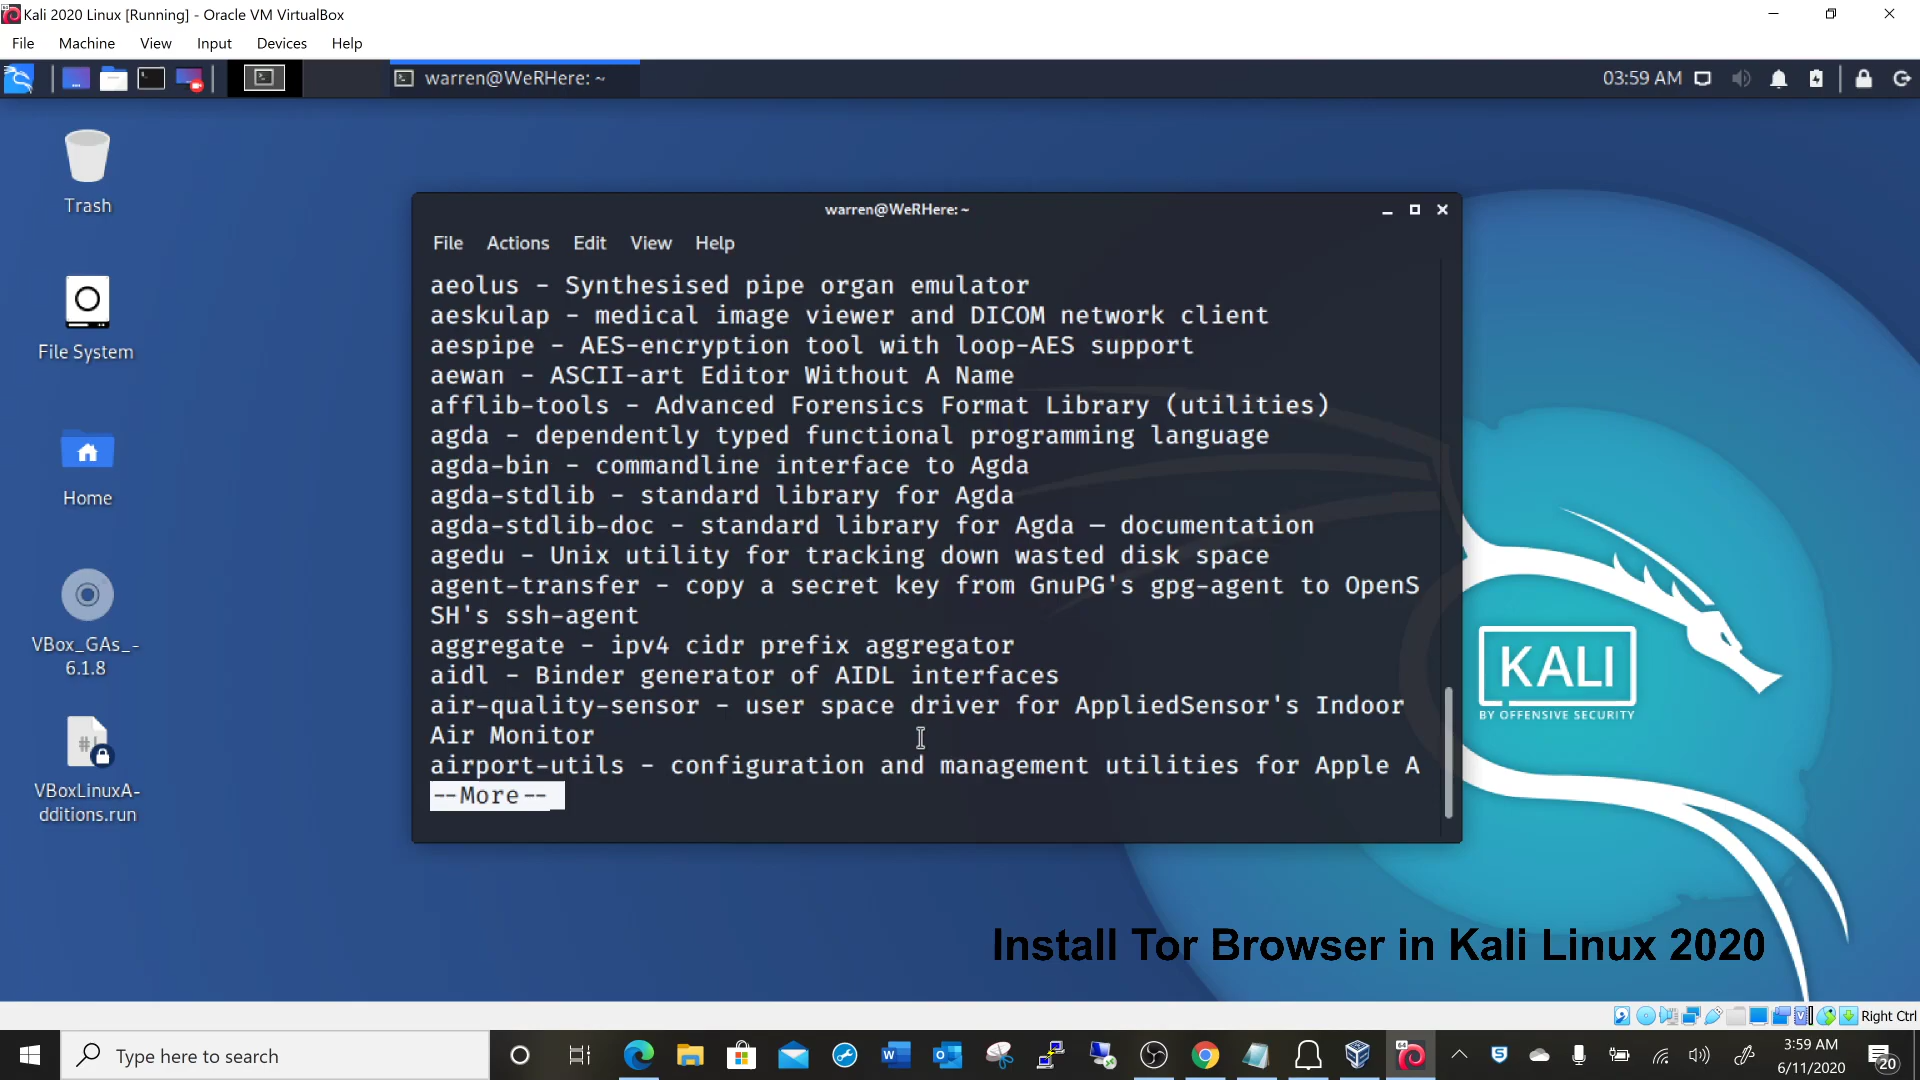 Kali 2020 Linux [Running] - Oracle VM VirtualBox
File Machine View Input Devices Help
warren@WeRHere: ~
03:59 AM
Trash
File System
Home
VBox_GAs_-
6.1.8
VBoxLinuxA-
dditions.run
warren@WeRHere: ~
File Actions Edit View Help
aeolus - Synthesised pipe organ emulator
aeskulap - medical image viewer and DICOM network client
aespipe - AES-encryption tool with loop-AES support
aewan - ASCII-art Editor Without A Name
afflib-tools - Advanced Forensics Format Library (utilities)
agda - dependently typed functional programming language
agda-bin - commandline interface to Agda
agda-stdlib - standard library for Agda
agda-stdlib-doc - standard library for Agda — documentation
agedu - Unix utility for tracking down wasted disk space
agent-transfer - copy a secret key from GnuPG's gpg-agent to OpenS
SH's ssh-agent
aggregate - ipv4 cidr prefix aggregator
aidl - Binder generator of AIDL interfaces
air-quality-sensor - user space driver for AppliedSensor's Indoor
Air Monitor
airport-utils - configuration and management utilities for Apple A
--More--
KALI
BY OFFENSIVE SECURITY
Install Tor Browser in Kali Linux 2020
Right Ctrl
Type here to search
3:59 AM
6/11/2020
20